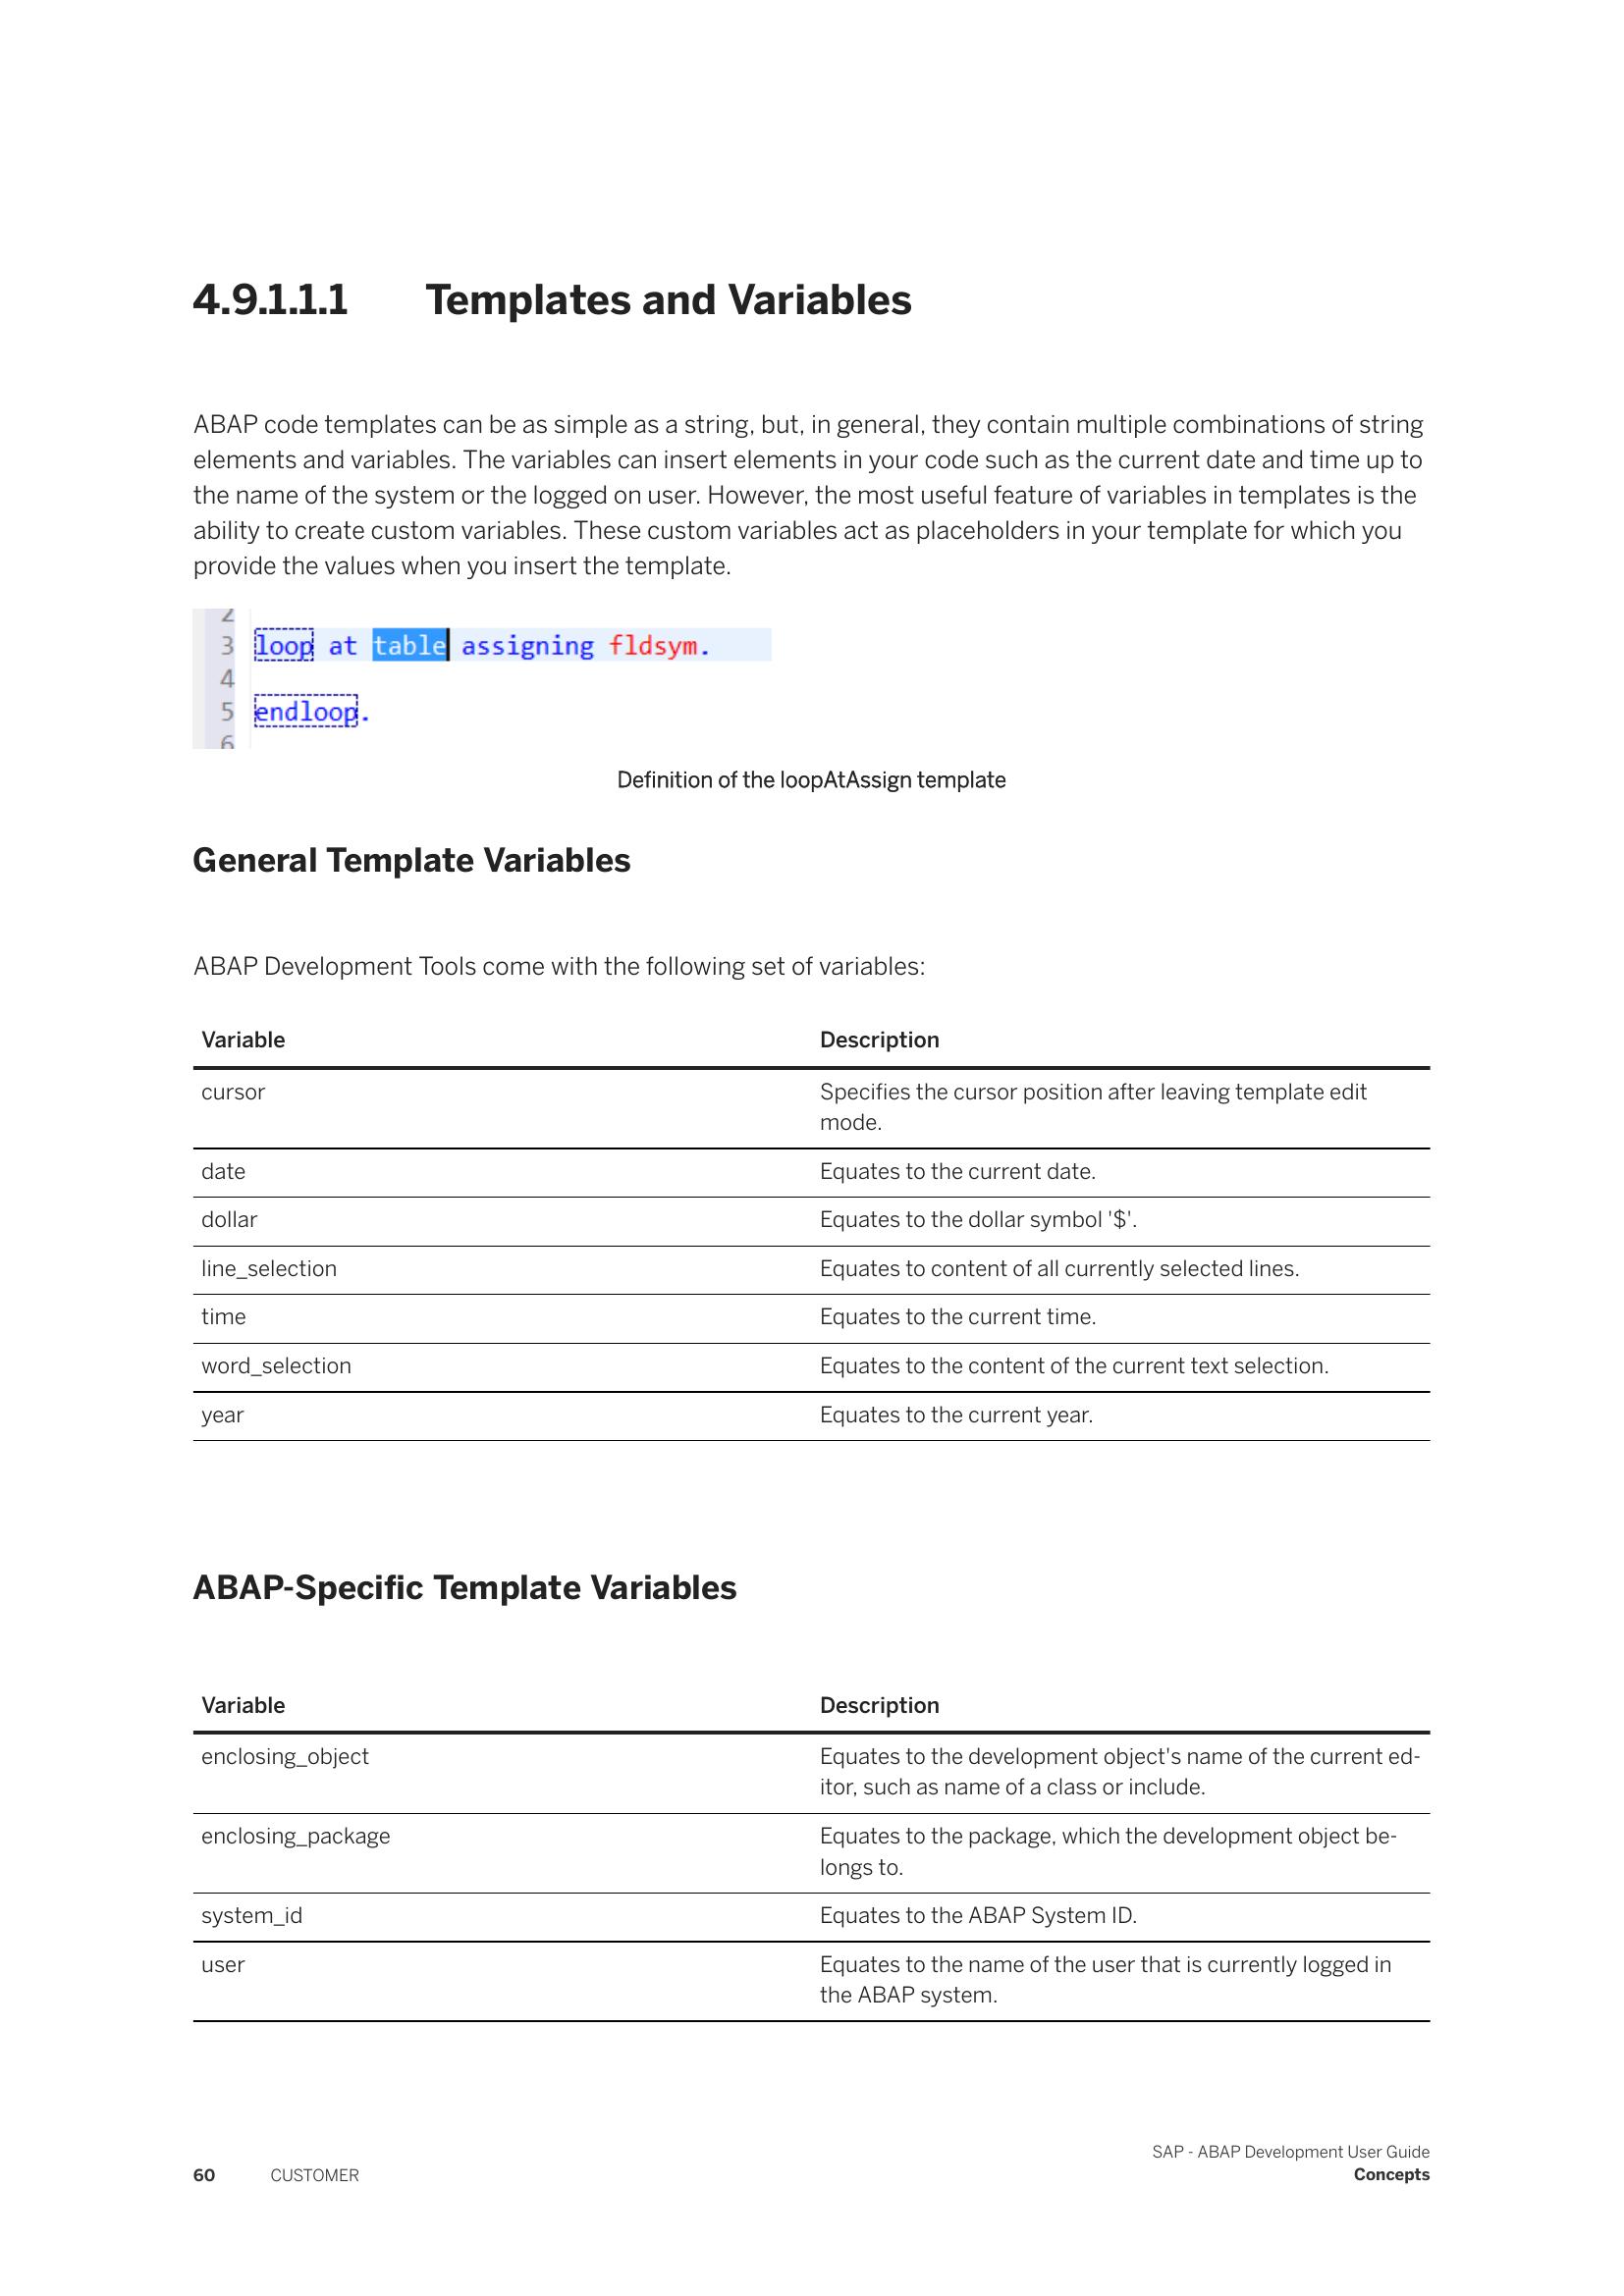 4.9.1.1.1 Templates and Variables
ABAP code templates can be as simple as a string, but, in general, they contain multiple combinations of string
elements and variables. The variables can insert elements in your code such as the current date and time up to
the name of the system or the logged on user. However, the most useful feature of variables in templates is the
ability to create custom variables. These custom variables act as placeholders in your template for which you
provide the values when you insert the template.
2
3 loop at table assigning fldsym.
4
5 endloop.
6
Definition of the loopAtAssign template
General Template Variables
ABAP Development Tools come with the following set of variables:
Variable Description
cursor Specifies the cursor position after leaving template edit
mode.
date Equates to the current date.
dollar Equates to the dollar symbol '$'.
line_selection Equates to content of all currently selected lines.
time Equates to the current time.
word_selection Equates to the content of the current text selection.
year Equates to the current year.
ABAP-Specific Template Variables
Variable Description
enclosing_object Equates to the development object's name of the current ed-
itor, such as name of a class or include.
enclosing_package Equates to the package, which the development object be-
longs to.
system_id Equates to the ABAP System ID.
user Equates to the name of the user that is currently logged in
the ABAP system.
SAP - ABAP Development User Guide
60 CUSTOMER Concepts